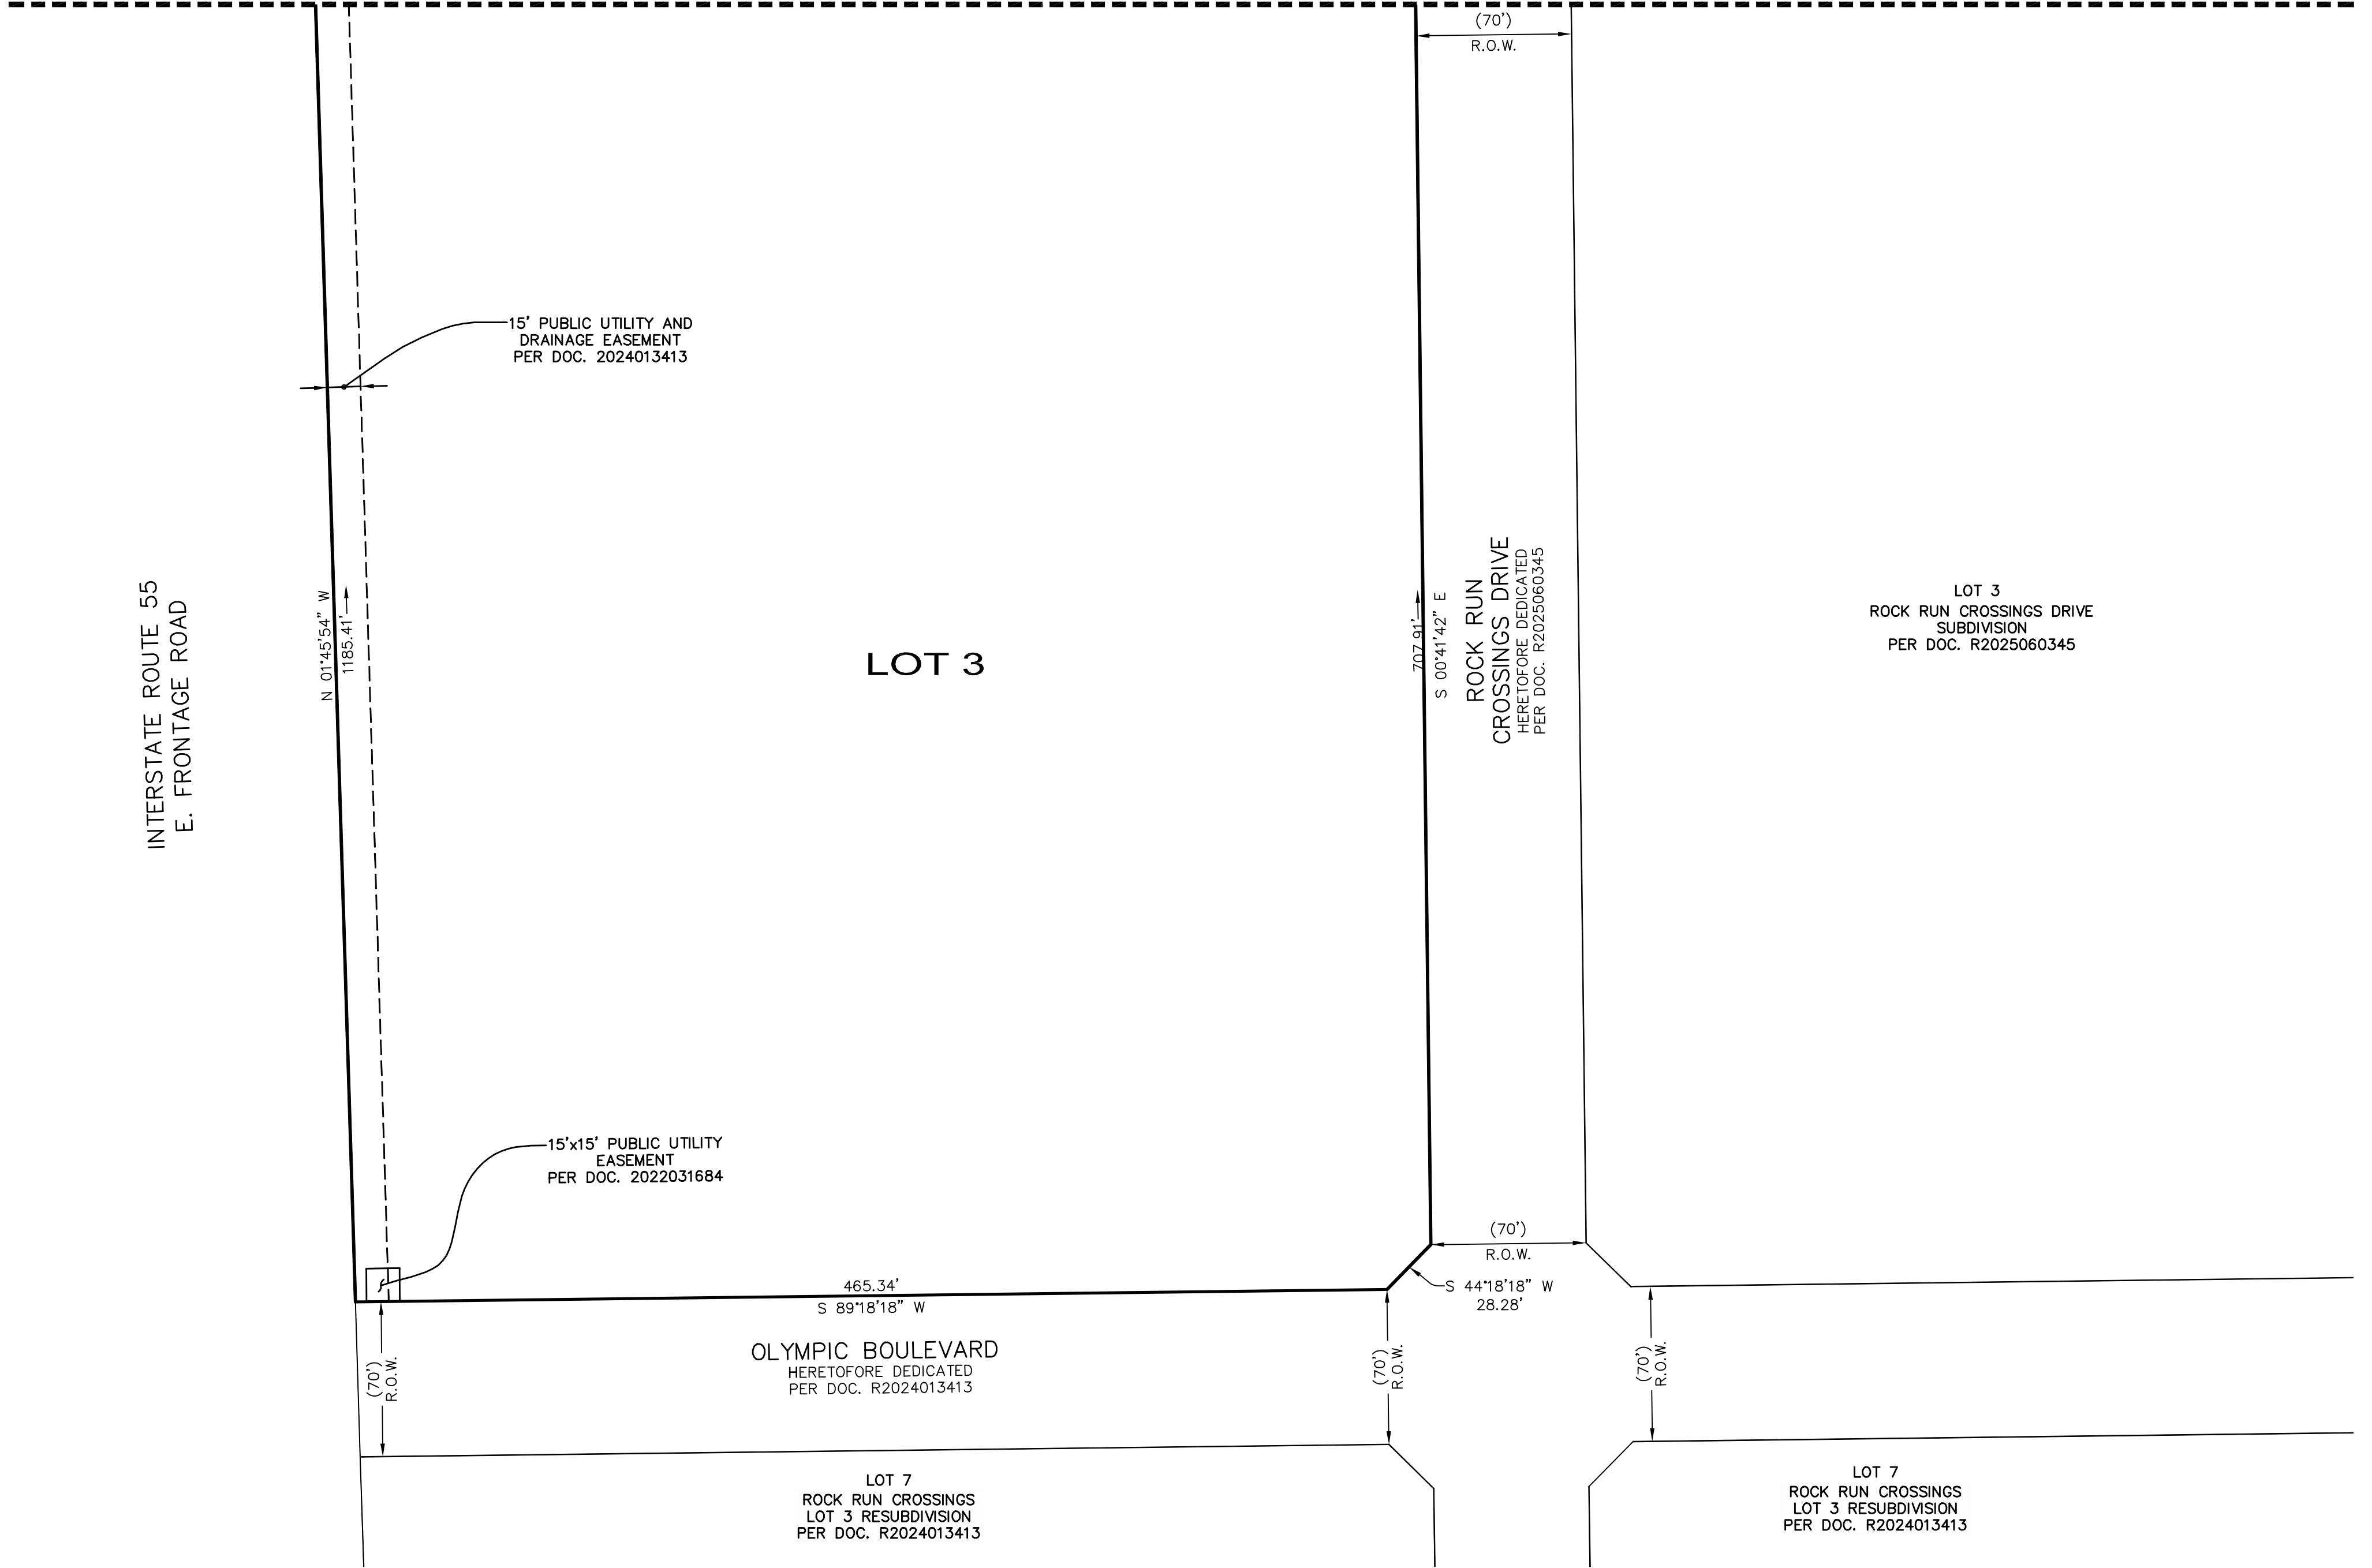 (70')
R.O.W.
15' PUBLIC UTILITY AND
DRAINAGE EASEMENT
PER DOC. 2024013413
INTERSTATE ROUTE 55
E. FRONTAGE ROAD
N 01°45'54" W
1185.41'
LOT 3
707.91'
S 00°41'42" E
ROCK RUN
CROSSINGS DRIVE
HERETOFORE DEDICATED
PER DOC. R2025060345
LOT 3
ROCK RUN CROSSINGS DRIVE
SUBDIVISION
PER DOC. R2025060345
15'x15' PUBLIC UTILITY
EASEMENT
PER DOC. 2022031684
(70')
R.O.W.
465.34'
S 89°18'18" W
S 44°18'18" W
28.28'
OLYMPIC BOULEVARD
HERETOFORE DEDICATED
PER DOC. R2024013413
(70')
R.O.W.
(70')
R.O.W.
(70')
R.O.W.
LOT 7
ROCK RUN CROSSINGS
LOT 3 RESUBDIVISION
PER DOC. R2024013413
LOT 7
ROCK RUN CROSSINGS
LOT 3 RESUBDIVISION
PER DOC. R2024013413